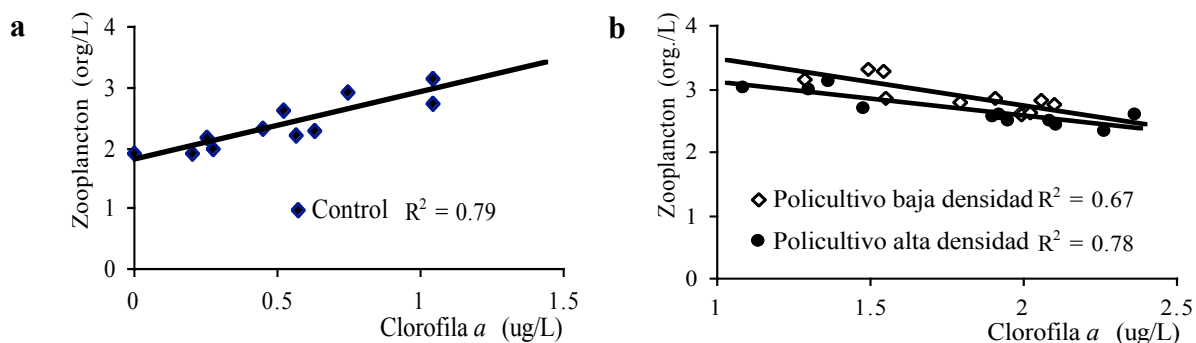 a
Zooplancton (org/L)
4
3
2
1
0
Control R² = 0.79
0 0.5 1 1.5
Clorofila a (ug/L)
b
Zooplancton (org./L)
4
3
2
1
0
Policultivo baja densidad R² = 0.67
Policultivo alta densidad R² = 0.78
1 1.5 2 2.5
Clorofila a (ug/L)